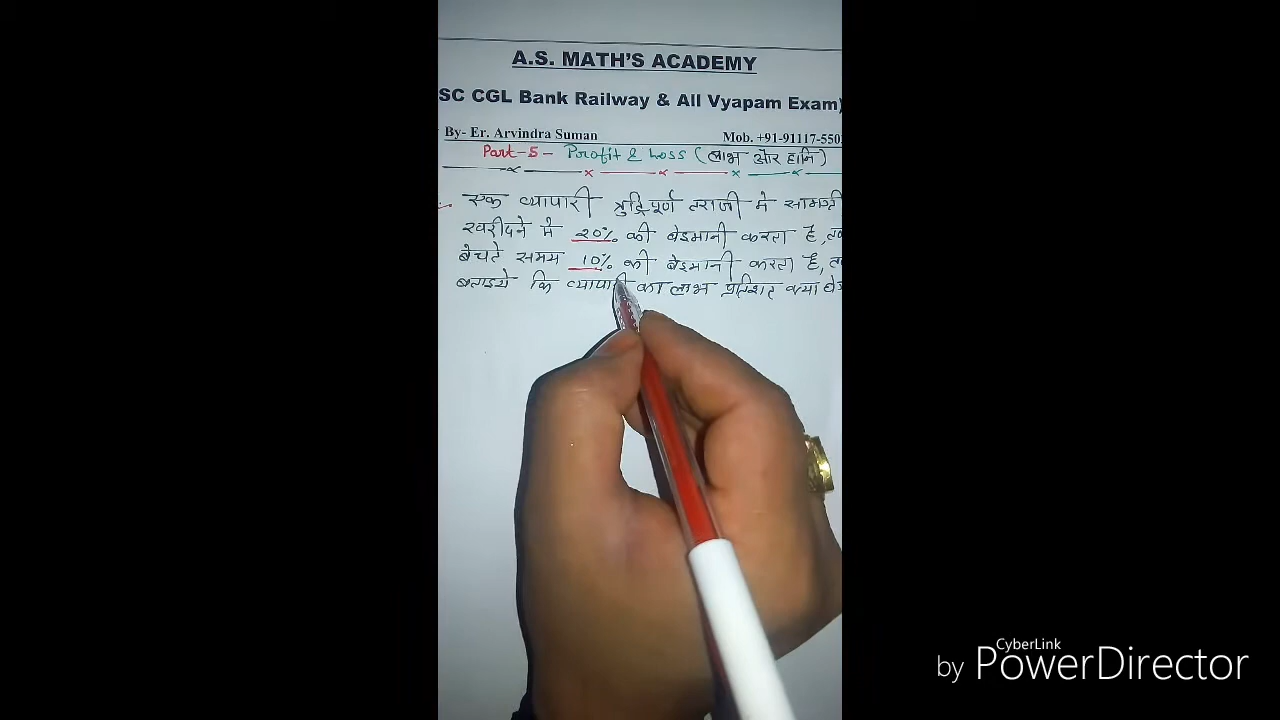 A.S. MATH'S ACADEMY
SC CGL Bank Railway & All Vyapam Exam)
By- Er. Arvindra Suman Mob. +91-91117-550
Part-5 - Profit & Loss (लाभ और हानि)
एक व्यापारी त्रुटिपूर्ण तराजी मे सामग्री
खरीदने मे 20% की बेइमानी करता है,
बेचते समय 10% की बेइमानी करता है,
बताइये कि व्यापारी का लाभ प्रतिशत क्या
CyberLink
by PowerDirector